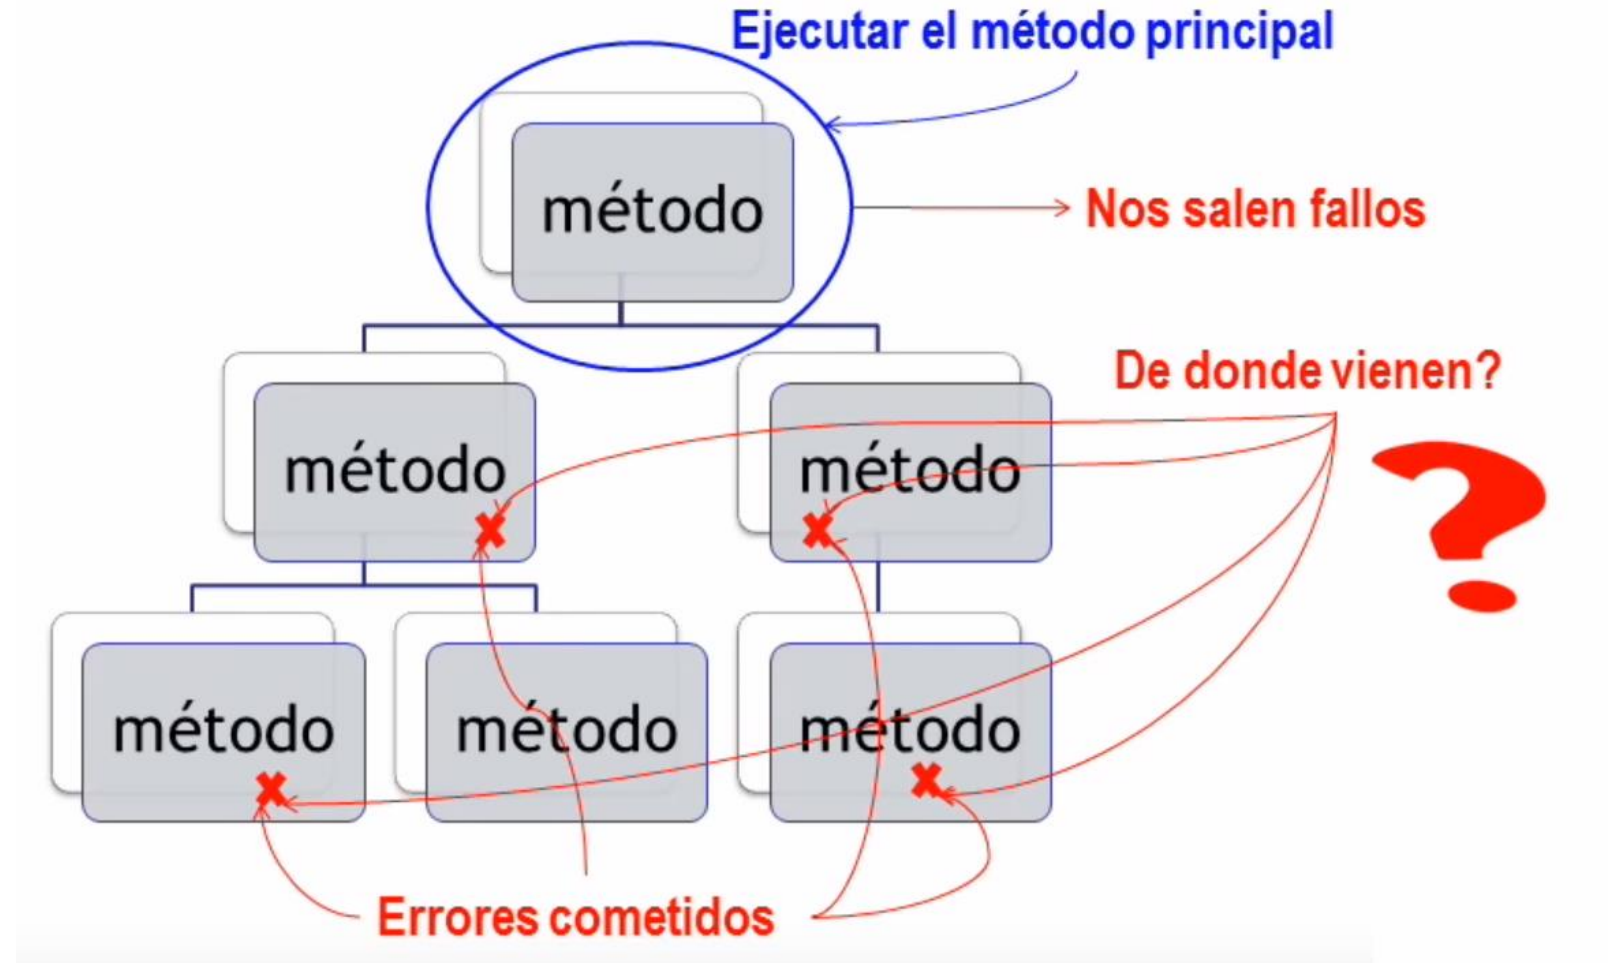 Ejecutar el método principal
método
Nos salen fallos
De donde vienen?
método
método
método
método
método
Errores cometidos